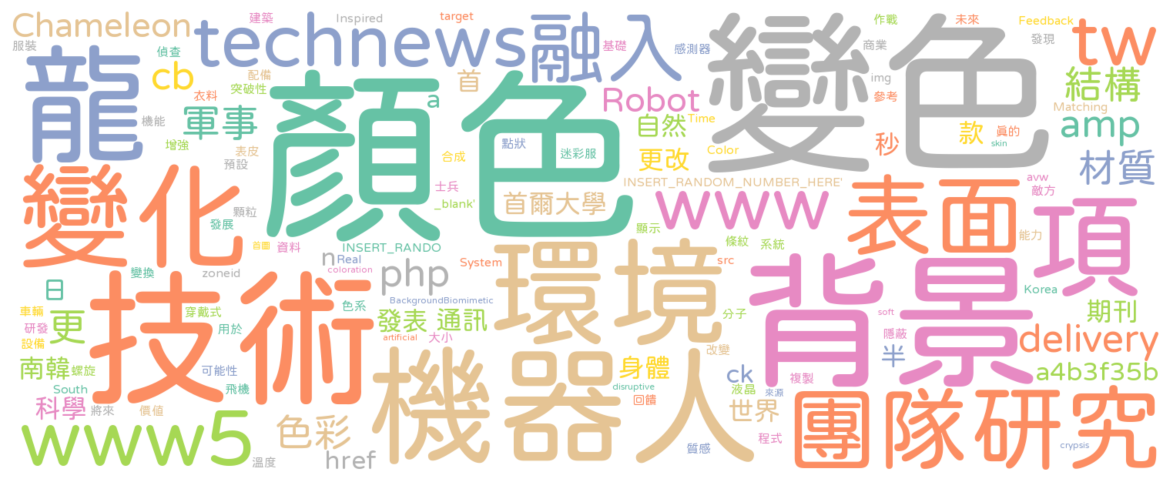 Chameleon
服裝
龍
偵查
cb
建築
Inspired
target
technews
融入
基礎
感測器
變色
作戰
商業
未來
Feedback
發現
tw
結構
img
參考
Matching
amp
配備
突破性
衣料
首
a
軍事
機能
增強
表皮
預設
顏色
點狀
迷彩服
合成
士兵
_blank'
Robot
自然
Time
更改
Color
秒
款
眞的
skin
材質
變化
顆粒
發展
首圖
資料
INSERT_RANDO
首爾大學
INSERT_RANDOM_NUMBER_HERE'
www
表面
avw
敵方
項
能力
顯示
條紋
系統
n
Real
coloration
zoneid
變換
php
System
環境
src
背景
Korea
日
技術
色系
BackgroundBiomimetic
分子
soft
期刊
車輛
研發
設備
更
穿戴式
用於
發表
通訊
artificial
大小
隱蔽
半
delivery
改變
南韓
螺旋
South
可能性
飛機
機器人
身體
disruptive
回饋
ck
液晶
來源
複製
a4b3f35b
科學
將來
價值
www5
色彩
溫度
href
世界
質感
程式
團隊
研究
crypsis